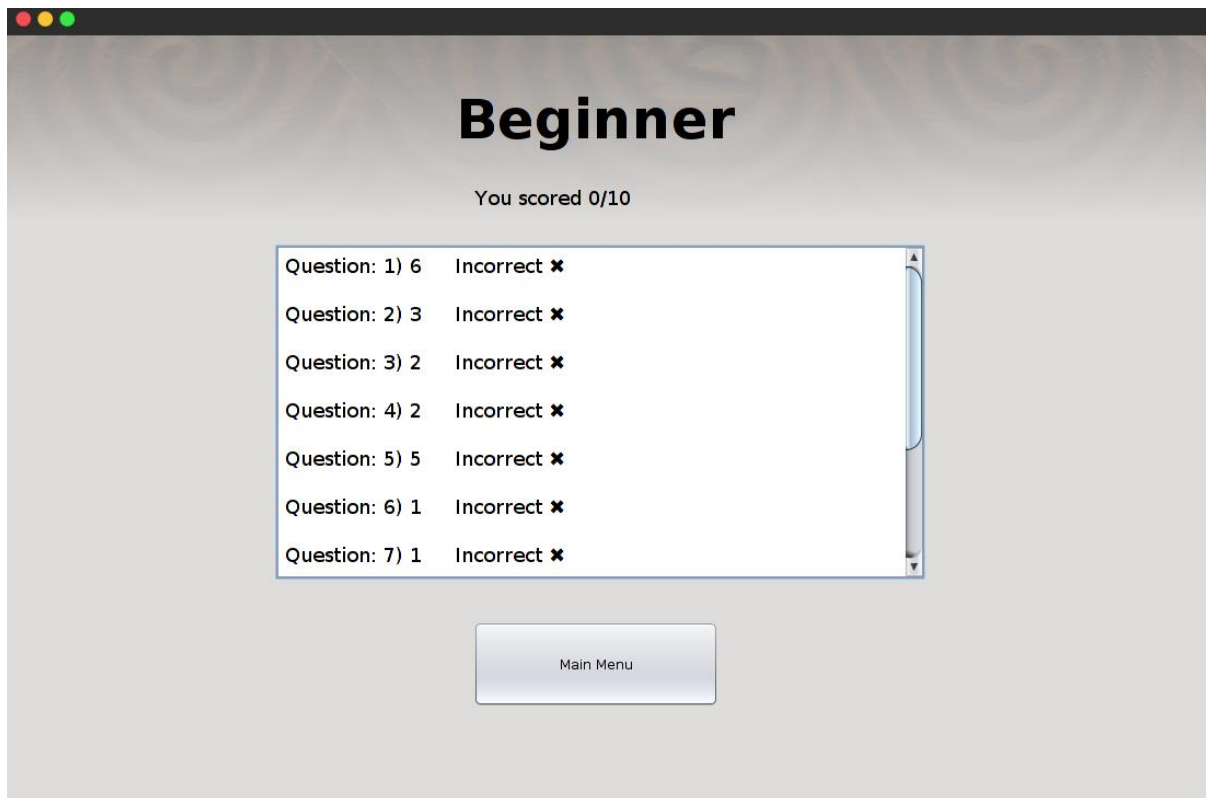 Beginner
You scored 0/10
Question: 1) 6 Incorrect ✖
Question: 2) 3 Incorrect ✖
Question: 3) 2 Incorrect ✖
Question: 4) 2 Incorrect ✖
Question: 5) 5 Incorrect ✖
Question: 6) 1 Incorrect ✖
Question: 7) 1 Incorrect ✖
Main Menu